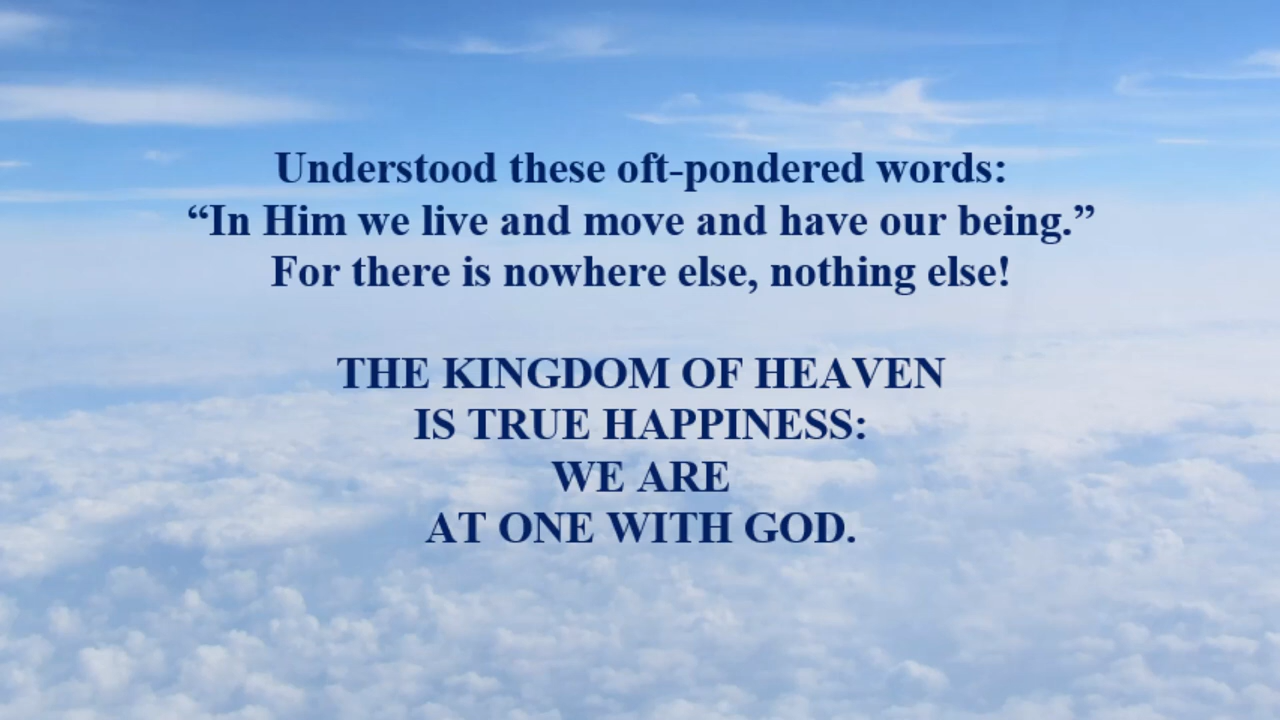 Understood these oft-pondered words:
“In Him we live and move and have our being.”
For there is nowhere else, nothing else!
THE KINGDOM OF HEAVEN
IS TRUE HAPPINESS:
WE ARE
AT ONE WITH GOD.